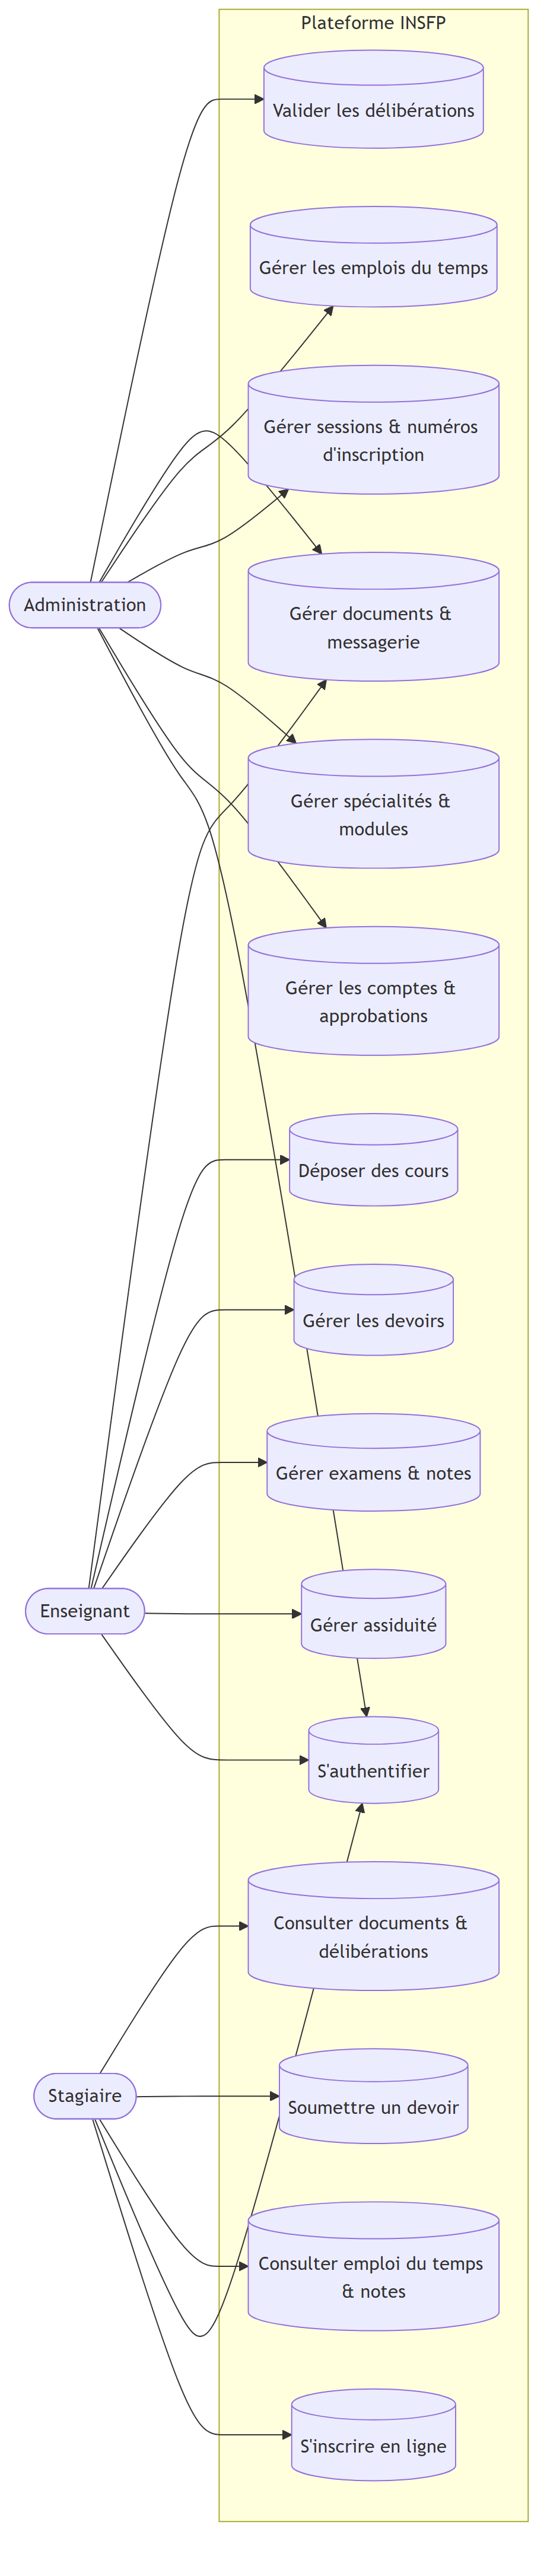 Plateforme INSFP
Valider les délibérations
Gérer les emplois du temps
Gérer sessions & numéros
d'inscription
Administration
Gérer documents &
messagerie
Gérer spécialités &
modules
Gérer les comptes &
approbations
Déposer des cours
Gérer les devoirs
Gérer examens & notes
Enseignant
Gérer assiduité
S'authentifier
Consulter documents &
délibérations
Stagiaire
Soumettre un devoir
Consulter emploi du temps
& notes
S'inscrire en ligne